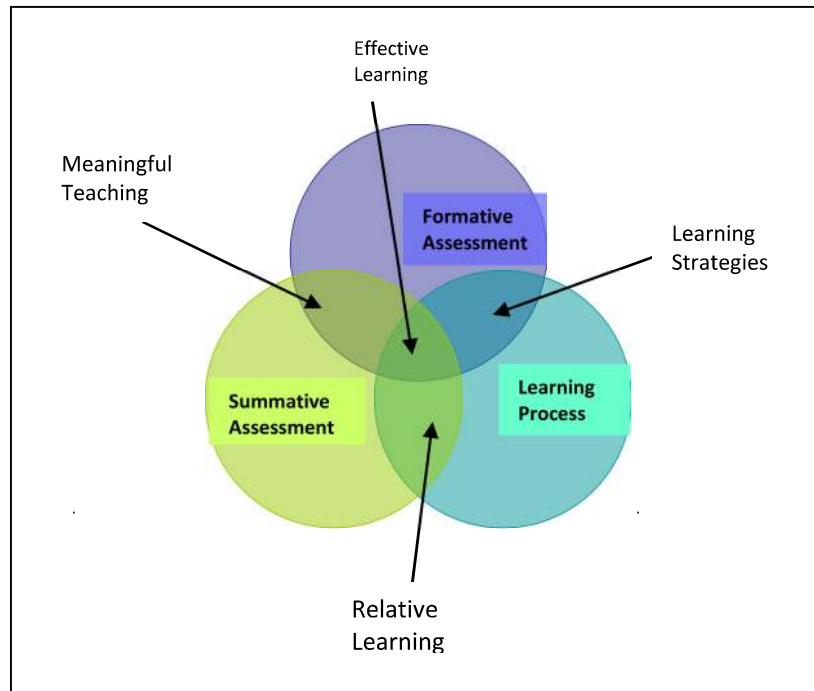 Effective
Learning
Meaningful
Teaching
Formative
Assessment
Learning
Strategies
Summative
Assessment
Learning
Process
Relative
Learning